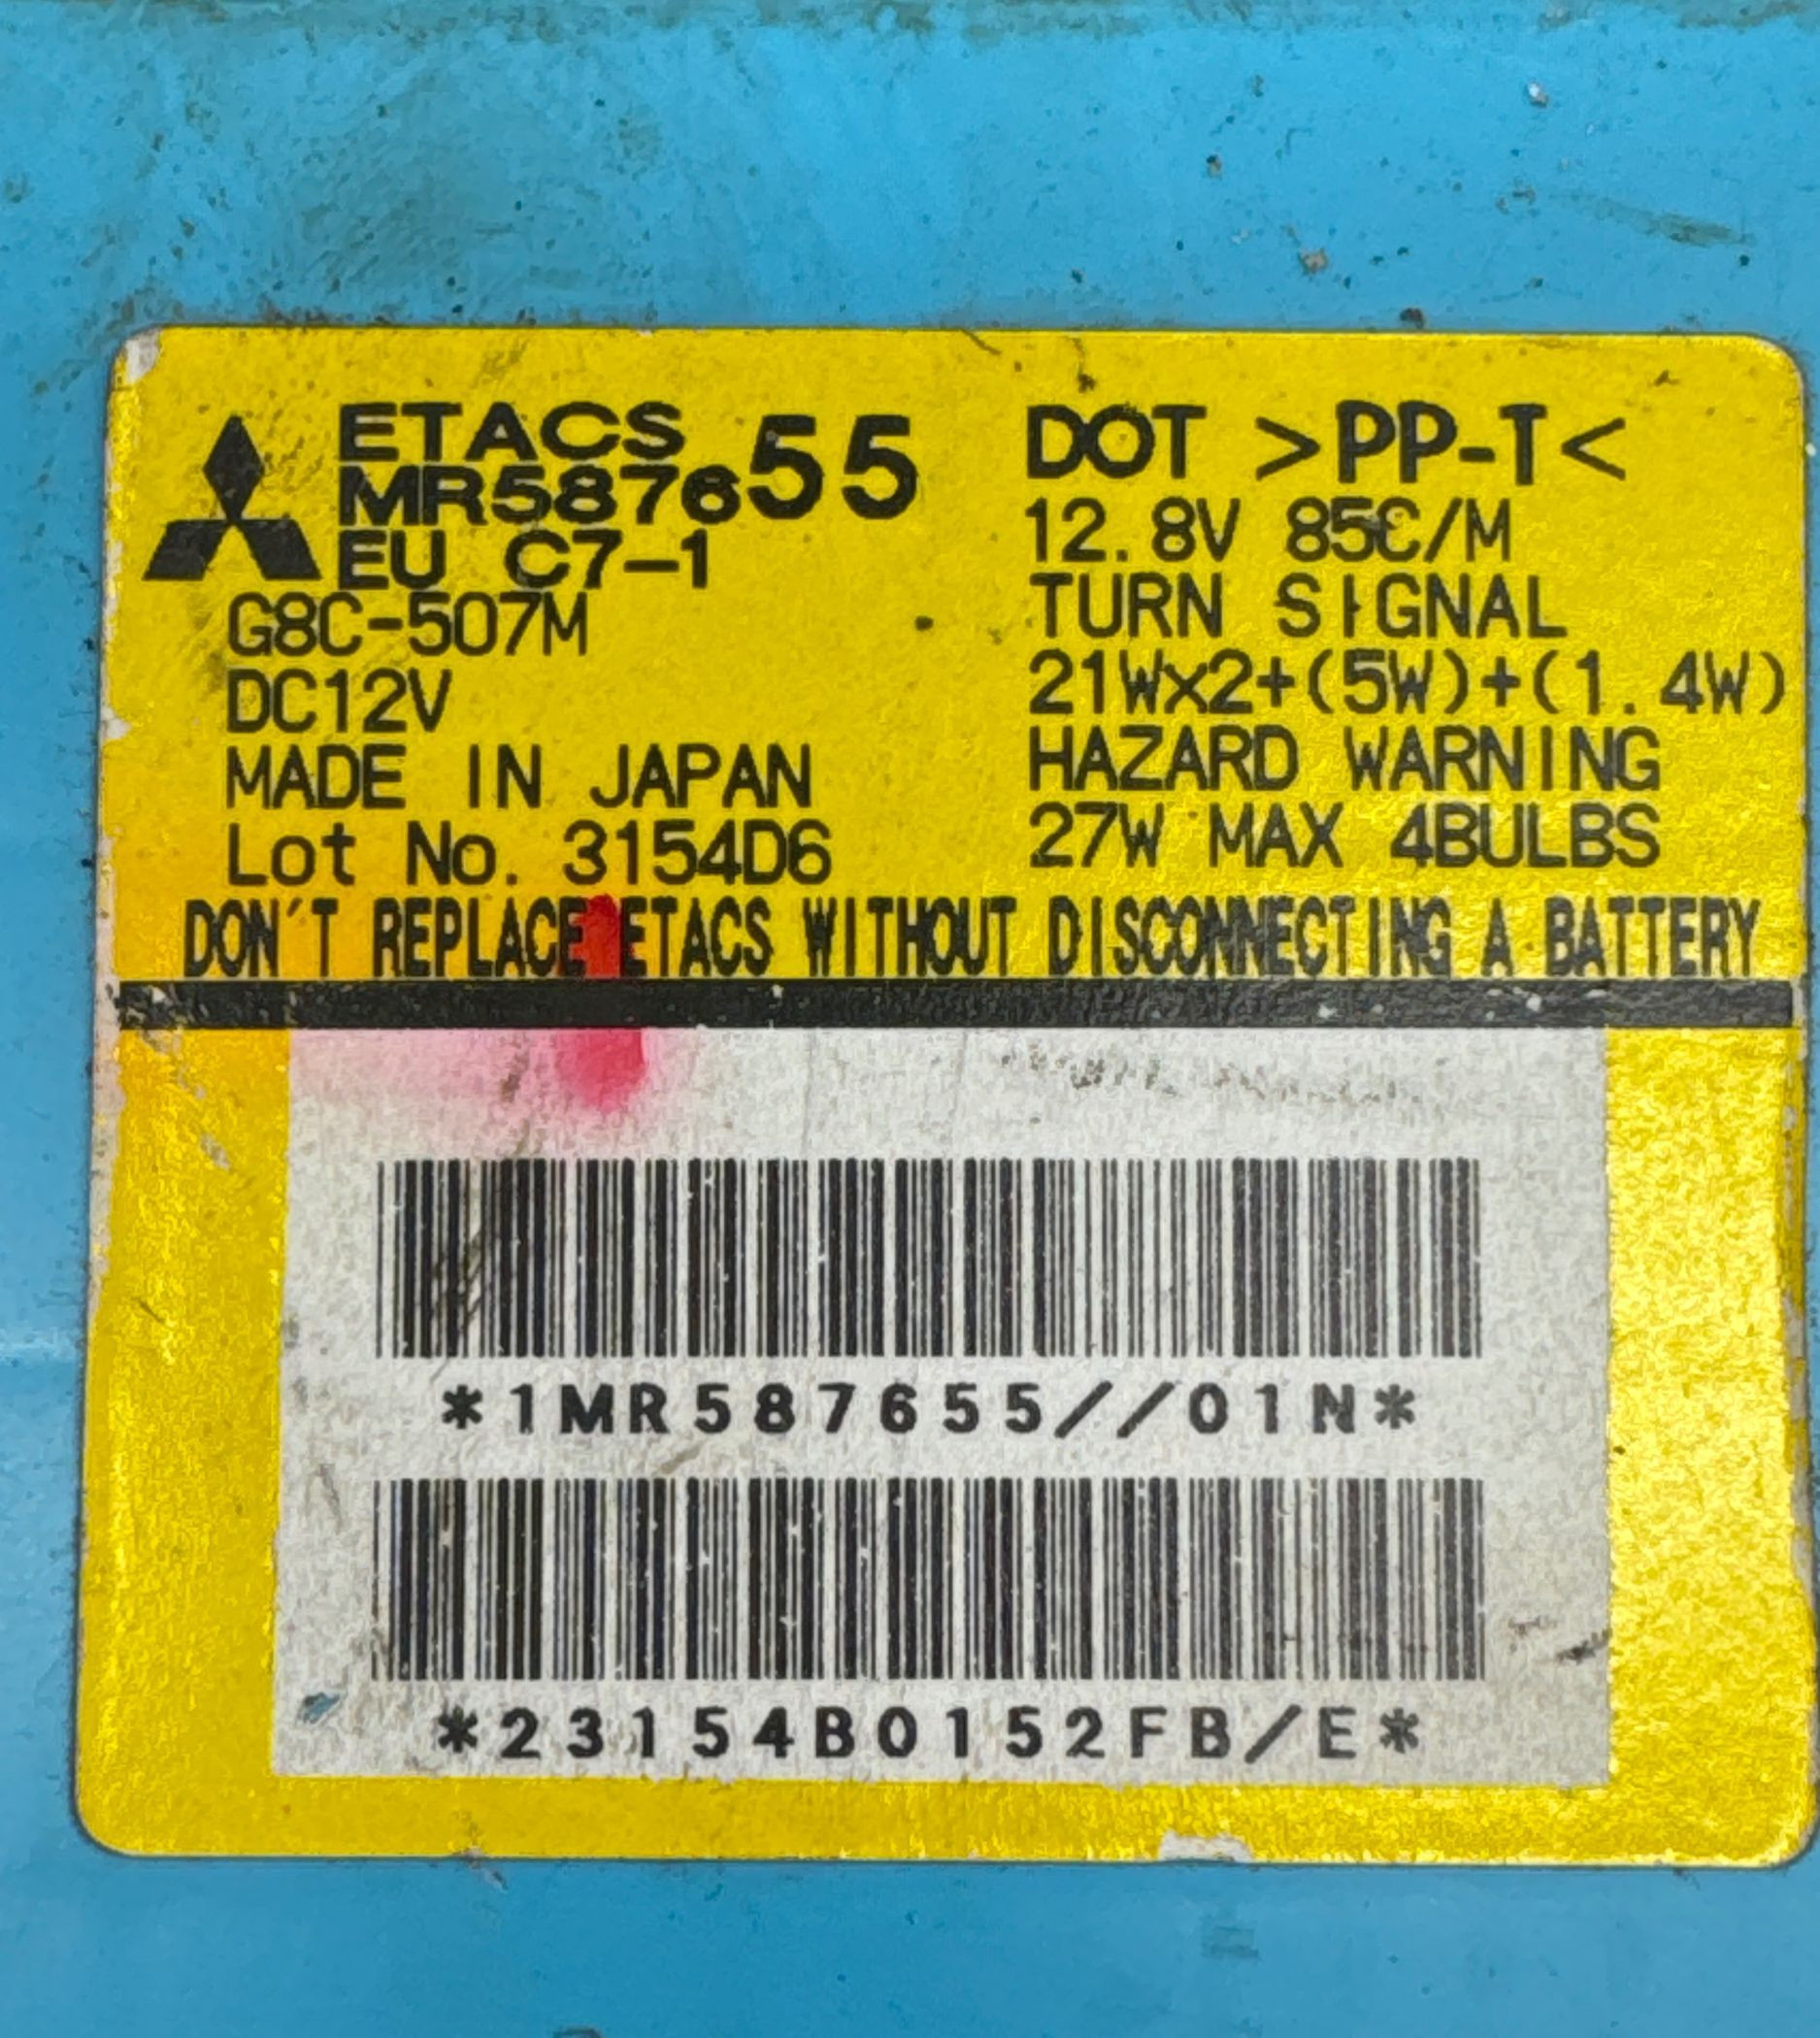 ETACS
MR587655
EU C7-1
G8C-507M
DC12V
MADE IN JAPAN
Lot No. 3154D6
DOT >PP-T<
12.8V 85C/M
TURN SIGNAL
21Wx2+(5W)+(1.4W)
HAZARD WARNING
27W MAX 4BULBS
DON'T REPLACE ETACS WITHOUT DISCONNECTING A BATTERY
*1MR587655//01N*
*23154B0152FB/E*